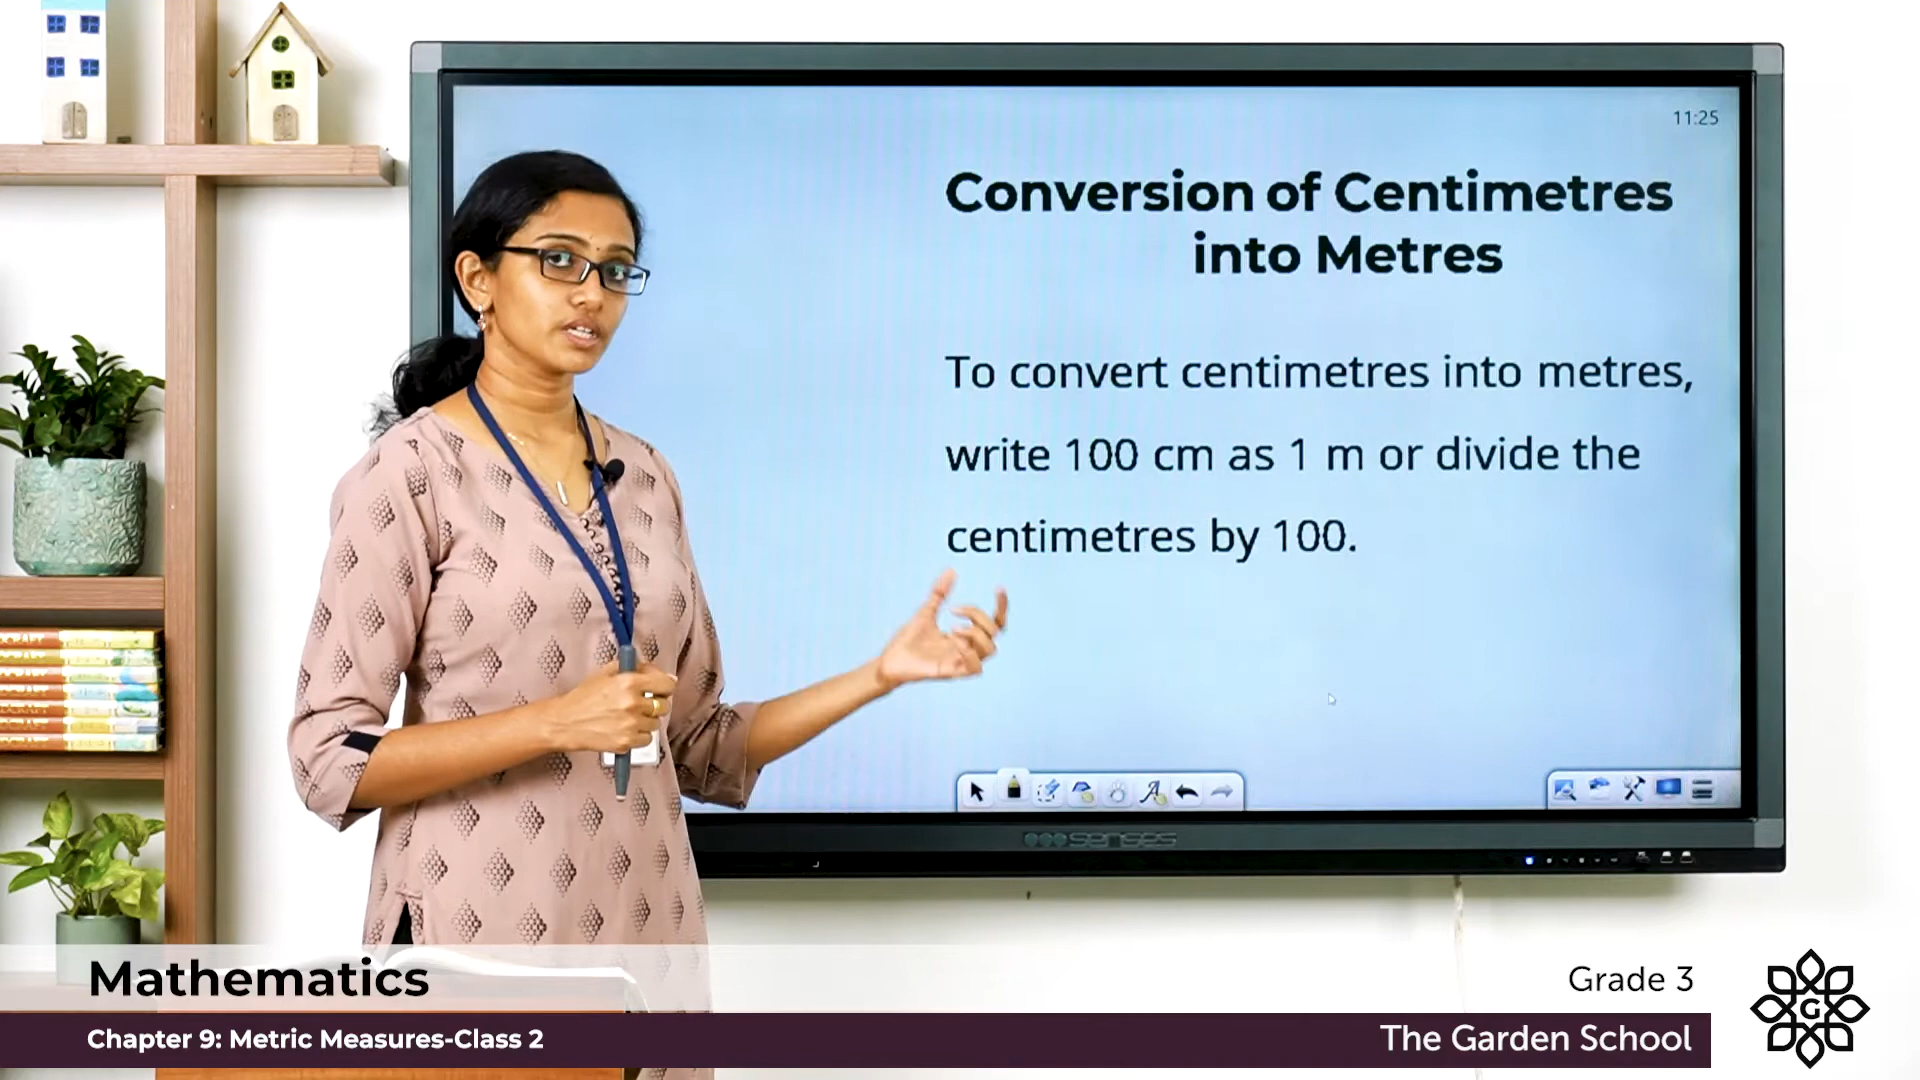 11:25
Conversion of Centimetres
into Metres
To convert centimetres into metres,
write 100 cm as 1 m or divide the
centimetres by 100.
senses
Mathematics
Grade 3
Chapter 9: Metric Measures-Class 2
The Garden School
G